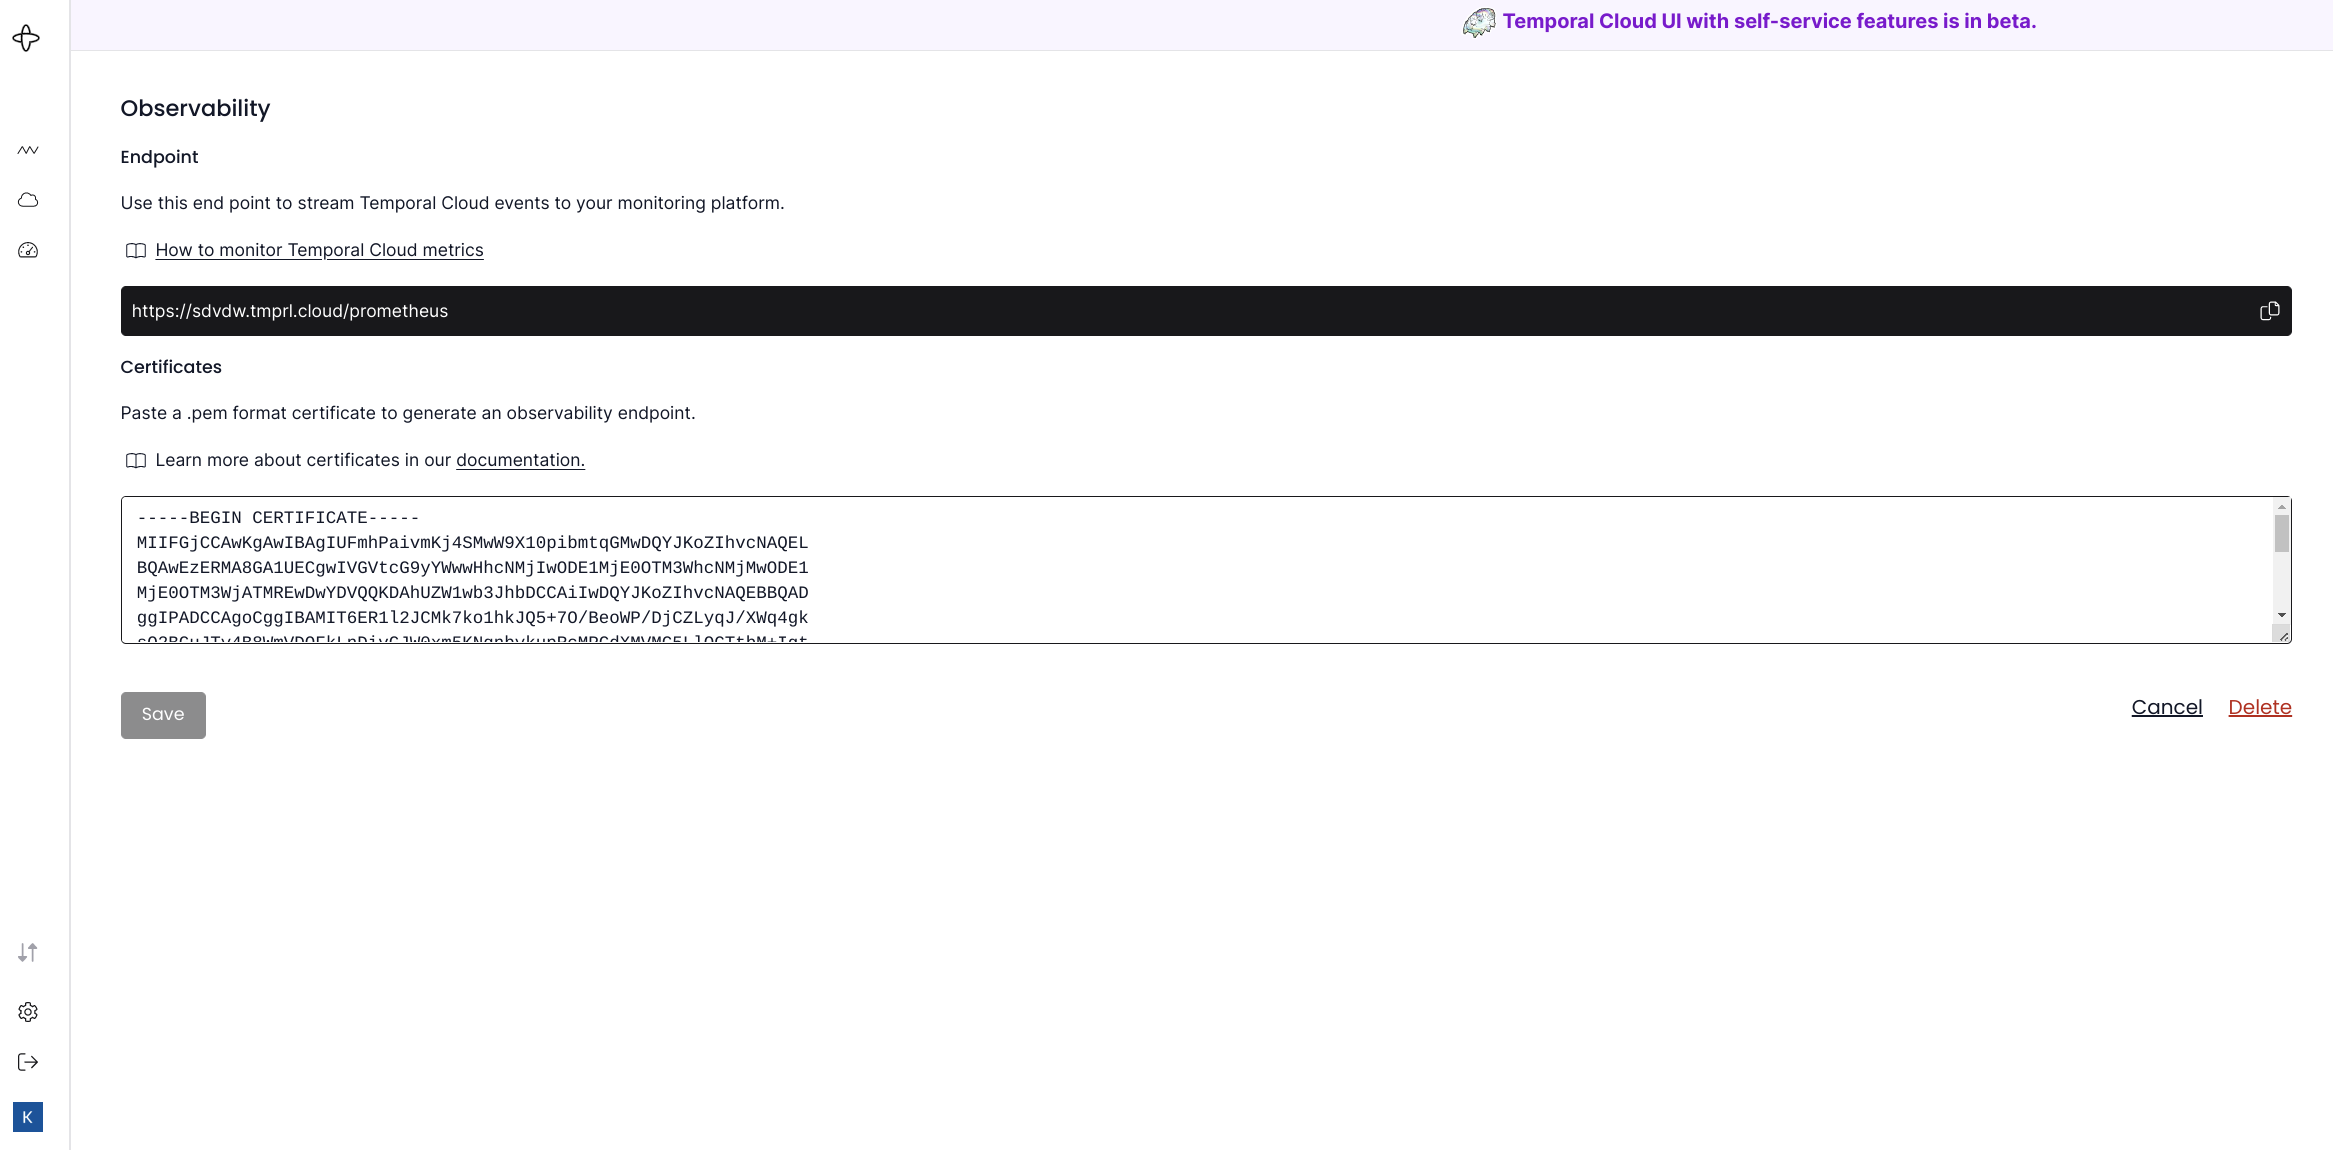 Temporal Cloud UI with self-service features is in beta.
Observability
Endpoint
Use this end point to stream Temporal Cloud events to your monitoring platform.
How to monitor Temporal Cloud metrics
https://sdvdw.tmprl.cloud/prometheus
Certificates
Paste a .pem format certificate to generate an observability endpoint.
Learn more about certificates in our documentation.
-----BEGIN CERTIFICATE-----
MIIFGjCCAwKgAwIBAgIUFmhPaivmKj4SMwW9X10pibmtqGMwDQYJKoZIhvcNAQEL
BQAwEzERMA8GA1UECgwIVGVtcG9yYWwwHhcNMjIwODE1MjE0OTM3WhcNMjMwODE1
MjE0OTM3WjATMREwDwYDVQQKDAhUZW1wb3JhbDCCAiIwDQYJKoZIhvcNAQEBBQAD
ggIPADCCAgoCggIBAMIT6ER1l2JCMk7ko1hkJQ5+7O/BeoWP/DjCZLyqJ/XWq4gk
Save
Cancel Delete
K